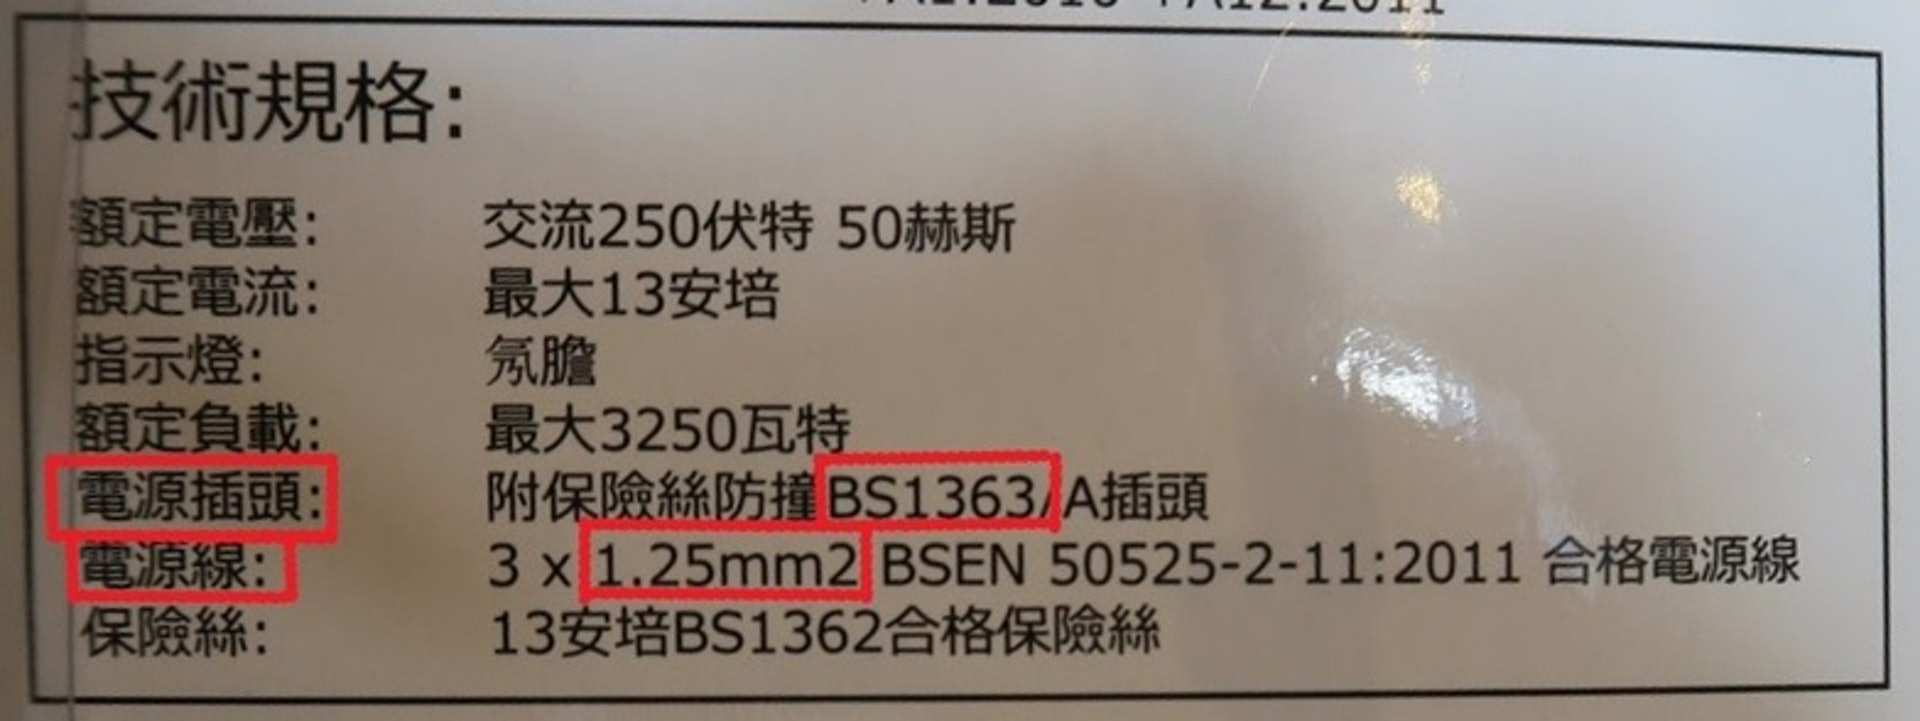 +A1:2010 +A12:2011
技術規格:
額定電壓: 交流250伏特 50赫斯
額定電流: 最大13安培
指示燈: 氖膽
額定負載: 最大3250瓦特
電源插頭: 附保險絲防撞BS1363/A插頭
電源線: 3 x 1.25mm2 BSEN 50525-2-11:2011 合格電源線
保險絲: 13安培BS1362合格保險絲